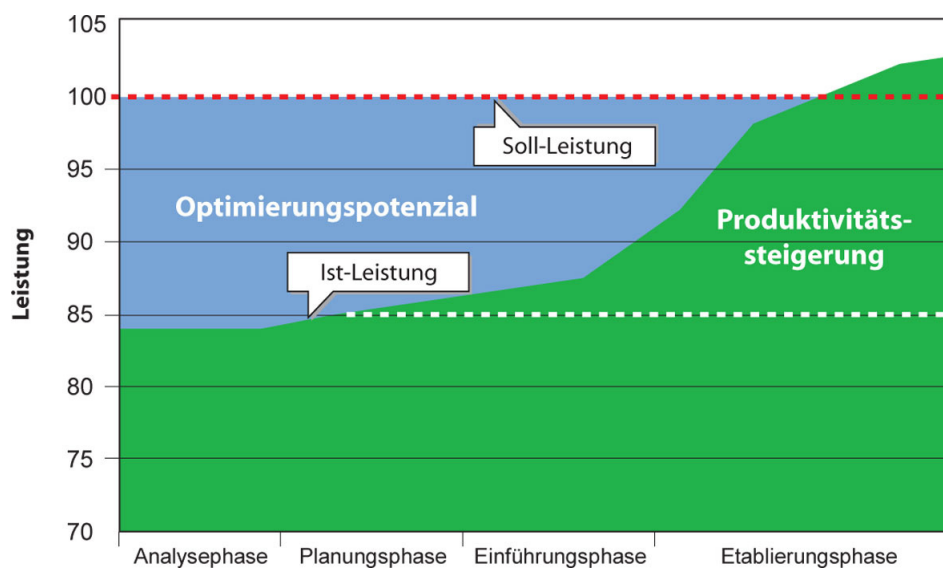 105
100
95
90
85
80
75
70
Leistung
Soll-Leistung
Optimierungspotenzial
Ist-Leistung
Produktivitäts-
steigerung
Analysephase
Planungsphase
Einführungsphase
Etablierungsphase